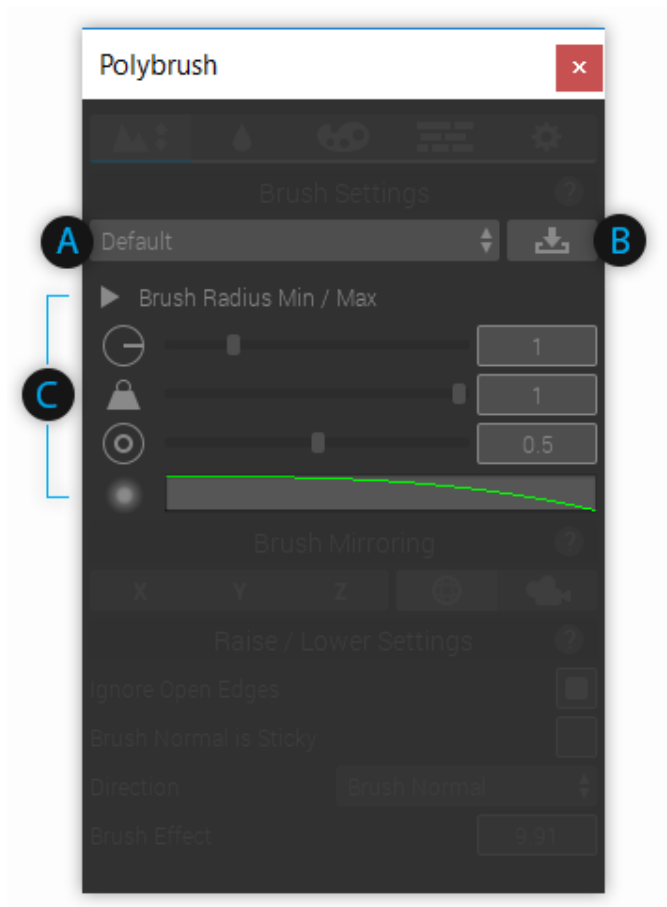 Polybrush
×
Brush Settings ?
A Default B
Brush Radius Min / Max
1
C 1
0.5
Brush Mirroring ?
X Y Z
Raise / Lower Settings ?
Ignore Open Edges
Brush Normal is Sticky
Direction Brush Normal
Brush Effect 9.91